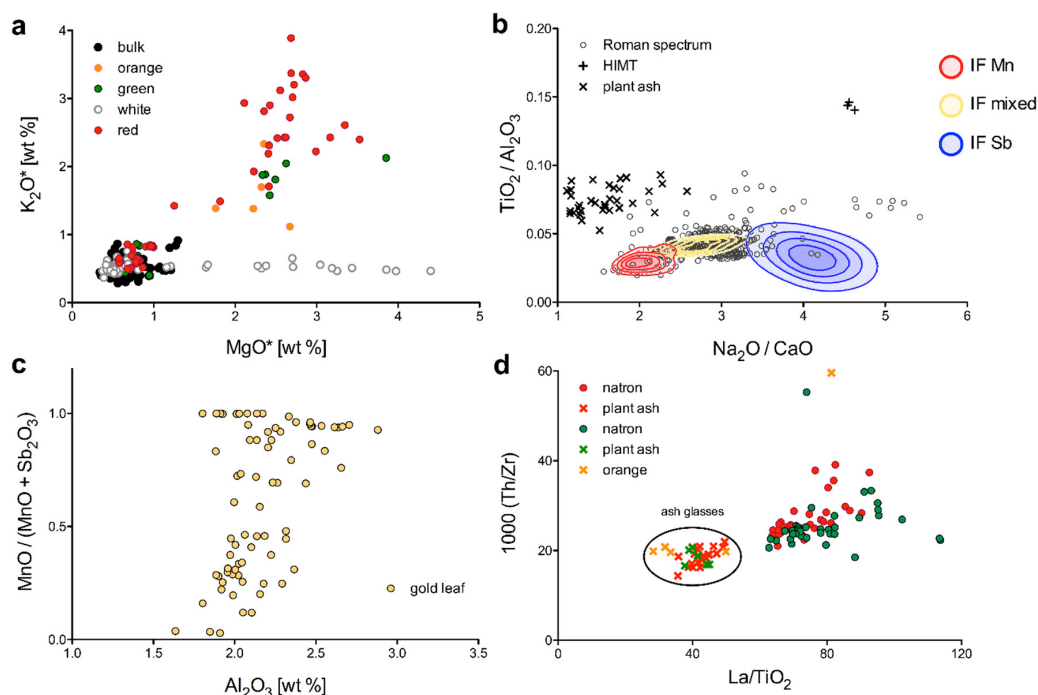 a
bulk
orange
green
white
red
K₂O* [wt %]
4
3
2
1
0
0 1 2 3 4 5
MgO* [wt %]
b
Roman spectrum
HIMT
plant ash
IF Mn
IF mixed
IF Sb
TiO₂ / Al₂O₃
0.20
0.15
0.10
0.05
0.00
1 2 3 4 5 6
Na₂O / CaO
c
MnO / (MnO + Sb₂O₃)
1.0
0.5
0.0
gold leaf
1.0 1.5 2.0 2.5 3.0 3.5
Al₂O₃ [wt %]
d
natron
plant ash
natron
plant ash
orange
ash glasses
1000 (Th/Zr)
60
40
20
0
0 40 80 120
La/TiO₂